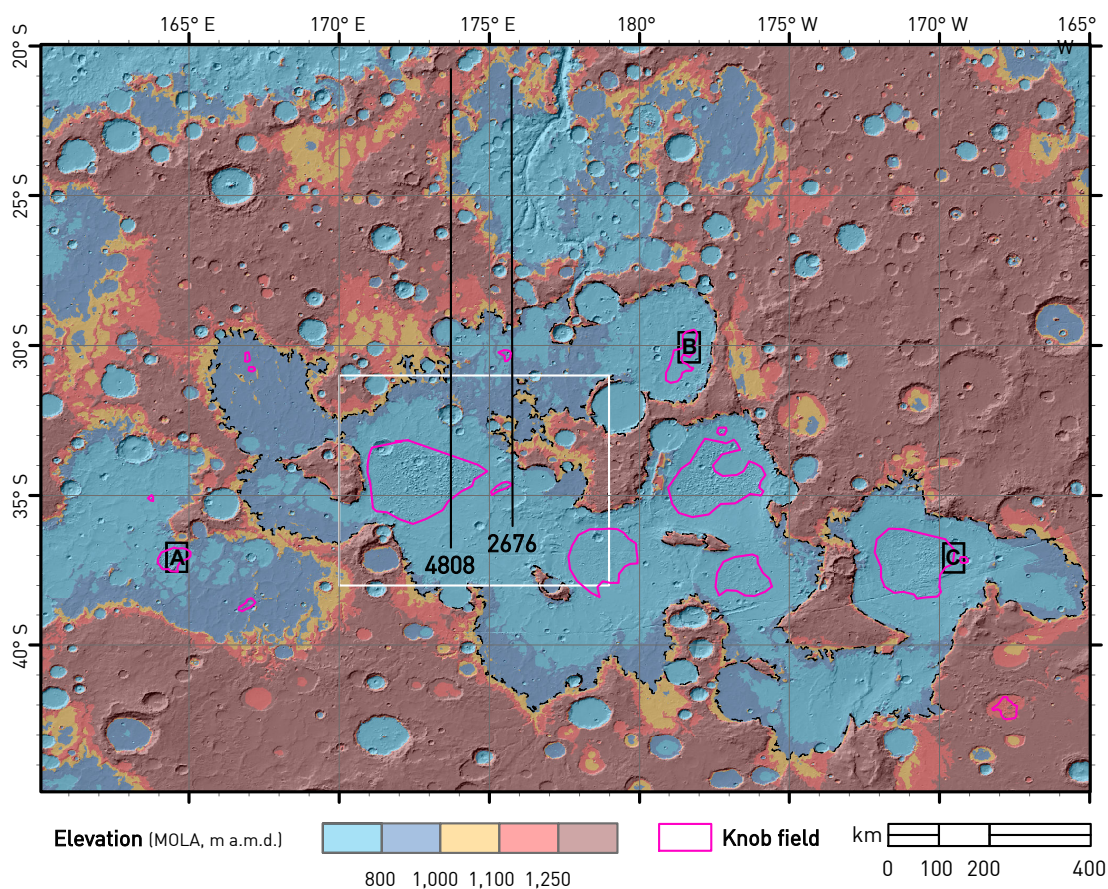 165° E 170° E 175° E 180° 175° W 170° W 165°
W
20° S
25° S
30° S
35° S
40° S
B
A
C
2676
4808
Elevation (MOLA, m a.m.d.)
800 1,000 1,100 1,250
Knob field
km
0 100 200 400